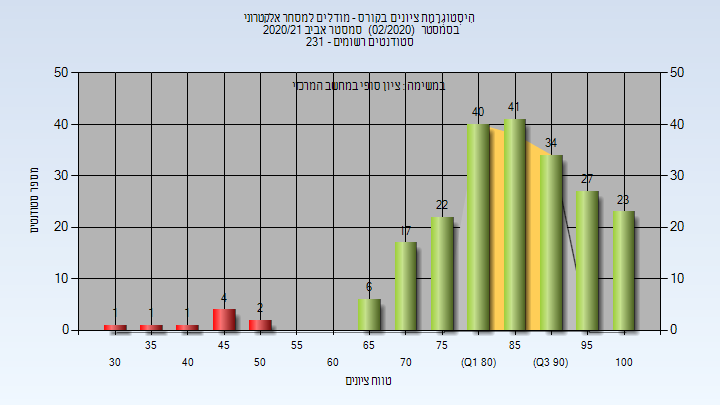 היסטוגרמת ציונים בקורס - מודלים למסחר אלקטרוני
בסמסטר (02/2020) סמסטר אביב 2020/21
סטודנטים רשומים - 231
במשימה : ציון סופי במחשב המרכזי
מספר סטודנטים
50 50
40 40
30 30
20 20
10 10
0 0
1 1 1 4 2 6 17 22 40 41 34 27 23
35 45 55 65 75 85 95
30 40 50 60 70 (Q1 80) (Q3 90) 100
טווח ציונים